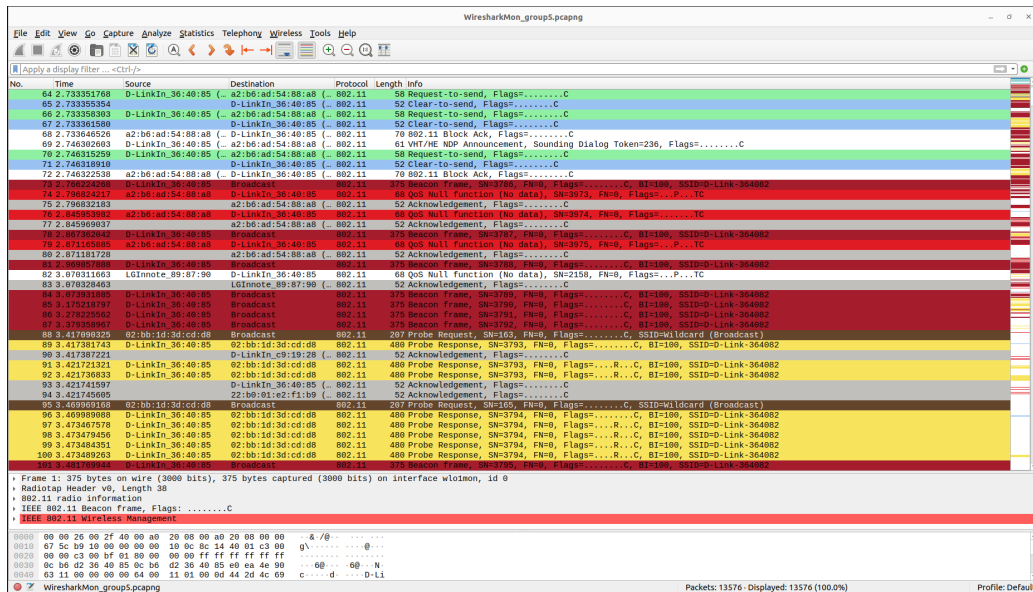 WiresharkMon_group5.pcapng
File Edit View Go Capture Analyze Statistics Telephony Wireless Tools Help
Apply a display filter ... <Ctrl-/>
No. Time Source Destination Protocol Length Info
64 2.733351768 D-LinkIn_36:40:85 (… a2:b6:ad:54:88:a8 (… 802.11 58 Request-to-send, Flags=........C
65 2.733355354 D-LinkIn_36:40:85 (… 802.11 52 Clear-to-send, Flags=........C
66 2.733358303 D-LinkIn_36:40:85 (… a2:b6:ad:54:88:a8 (… 802.11 58 Request-to-send, Flags=........C
67 2.733361580 D-LinkIn_36:40:85 (… 802.11 52 Clear-to-send, Flags=........C
68 2.733646526 a2:b6:ad:54:88:a8 (… D-LinkIn_36:40:85 (… 802.11 70 802.11 Block Ack, Flags=........C
69 2.746302603 D-LinkIn_36:40:85 (… a2:b6:ad:54:88:a8 (… 802.11 61 VHT/HE NDP Announcement, Sounding Dialog Token=236, Flags=........C
70 2.746315259 D-LinkIn_36:40:85 (… a2:b6:ad:54:88:a8 (… 802.11 58 Request-to-send, Flags=........C
71 2.746318910 D-LinkIn_36:40:85 (… 802.11 52 Clear-to-send, Flags=........C
72 2.746322538 a2:b6:ad:54:88:a8 (… D-LinkIn_36:40:85 (… 802.11 70 802.11 Block Ack, Flags=........C
73 2.766224268 D-LinkIn_36:40:85 Broadcast 802.11 375 Beacon frame, SN=3786, FN=0, Flags=........C, BI=100, SSID=D-Link-364082
74 2.796824217 a2:b6:ad:54:88:a8 D-LinkIn_36:40:85 802.11 68 QoS Null function (No data), SN=3973, FN=0, Flags=...P...TC
75 2.796832183 a2:b6:ad:54:88:a8 (… 802.11 52 Acknowledgement, Flags=........C
76 2.845953982 a2:b6:ad:54:88:a8 D-LinkIn_36:40:85 802.11 68 QoS Null function (No data), SN=3974, FN=0, Flags=.......TC
77 2.845969037 a2:b6:ad:54:88:a8 (… 802.11 52 Acknowledgement, Flags=........C
78 2.867362042 D-LinkIn_36:40:85 Broadcast 802.11 375 Beacon frame, SN=3787, FN=0, Flags=........C, BI=100, SSID=D-Link-364082
79 2.871165885 a2:b6:ad:54:88:a8 D-LinkIn_36:40:85 802.11 68 QoS Null function (No data), SN=3975, FN=0, Flags=...P...TC
80 2.871181728 a2:b6:ad:54:88:a8 (… 802.11 52 Acknowledgement, Flags=........C
81 2.969857888 D-LinkIn_36:40:85 Broadcast 802.11 375 Beacon frame, SN=3788, FN=0, Flags=........C, BI=100, SSID=D-Link-364082
82 3.070311663 LGInnote_89:87:90 D-LinkIn_36:40:85 802.11 68 QoS Null function (No data), SN=2158, FN=0, Flags=...P...TC
83 3.070328463 LGInnote_89:87:90 (… 802.11 52 Acknowledgement, Flags=........C
84 3.073931885 D-LinkIn_36:40:85 Broadcast 802.11 375 Beacon frame, SN=3789, FN=0, Flags=........C, BI=100, SSID=D-Link-364082
85 3.175218797 D-LinkIn_36:40:85 Broadcast 802.11 375 Beacon frame, SN=3790, FN=0, Flags=........C, BI=100, SSID=D-Link-364082
86 3.278225562 D-LinkIn_36:40:85 Broadcast 802.11 375 Beacon frame, SN=3791, FN=0, Flags=........C, BI=100, SSID=D-Link-364082
87 3.379358967 D-LinkIn_36:40:85 Broadcast 802.11 375 Beacon frame, SN=3792, FN=0, Flags=........C, BI=100, SSID=D-Link-364082
88 3.417090325 02:bb:1d:3d:cd:d8 Broadcast 802.11 207 Probe Request, SN=163, FN=0, Flags=........C, SSID=Wildcard (Broadcast)
89 3.417381743 D-LinkIn_36:40:85 02:bb:1d:3d:cd:d8 802.11 480 Probe Response, SN=3793, FN=0, Flags=........C, BI=100, SSID=D-Link-364082
90 3.417387221 D-LinkIn_c9:19:28 (… 802.11 52 Acknowledgement, Flags=........C
91 3.421721321 D-LinkIn_36:40:85 02:bb:1d:3d:cd:d8 802.11 480 Probe Response, SN=3793, FN=0, Flags=....R...C, BI=100, SSID=D-Link-364082
92 3.421736833 D-LinkIn_36:40:85 02:bb:1d:3d:cd:d8 802.11 480 Probe Response, SN=3793, FN=0, Flags=....R...C, BI=100, SSID=D-Link-364082
93 3.421741597 D-LinkIn_36:40:85 (… 802.11 52 Acknowledgement, Flags=........C
94 3.421745605 22:b0:01:e2:f1:b9 (… 802.11 52 Acknowledgement, Flags=........C
95 3.469969168 02:bb:1d:3d:cd:d8 Broadcast 802.11 207 Probe Request, SN=165, FN=0, Flags=........C, SSID=Wildcard (Broadcast)
96 3.469989088 D-LinkIn_36:40:85 02:bb:1d:3d:cd:d8 802.11 480 Probe Response, SN=3794, FN=0, Flags=........C, BI=100, SSID=D-Link-364082
97 3.473467578 D-LinkIn_36:40:85 02:bb:1d:3d:cd:d8 802.11 480 Probe Response, SN=3794, FN=0, Flags=....R...C, BI=100, SSID=D-Link-364082
98 3.473479456 D-LinkIn_36:40:85 02:bb:1d:3d:cd:d8 802.11 480 Probe Response, SN=3794, FN=0, Flags=....R...C, BI=100, SSID=D-Link-364082
99 3.473484351 D-LinkIn_36:40:85 02:bb:1d:3d:cd:d8 802.11 480 Probe Response, SN=3794, FN=0, Flags=....R...C, BI=100, SSID=D-Link-364082
100 3.473489263 D-LinkIn_36:40:85 02:bb:1d:3d:cd:d8 802.11 480 Probe Response, SN=3794, FN=0, Flags=....R...C, BI=100, SSID=D-Link-364082
101 3.481769944 D-LinkIn_36:40:85 Broadcast 802.11 375 Beacon frame, SN=3795, FN=0, Flags=........C, BI=100, SSID=D-Link-364082
Frame 1: 375 bytes on wire (3000 bits), 375 bytes captured (3000 bits) on interface wlo1mon, id 0
Radiotap Header v0, Length 38
802.11 radio information
IEEE 802.11 Beacon frame, Flags: ........C
IEEE 802.11 Wireless Management
0000 00 00 26 00 2f 40 00 a0 20 08 00 a0 20 08 00 00 ··&·/@·· ··· ···
0010 67 5c b9 10 00 00 00 00 10 0c 8c 14 40 01 c3 00 g\··········@···
0020 00 00 c3 00 bf 01 80 00 00 00 ff ff ff ff ff ff ················
0030 0c b6 d2 36 40 85 0c b6 d2 36 40 85 e0 ea 4e 90 ···6@····6@···N·
0040 63 11 00 00 00 00 64 00 11 01 00 0d 44 2d 4c 69 c·····d·····D-Li
WiresharkMon_group5.pcapng
Packets: 13576 · Displayed: 13576 (100.0%)
Profile: Defaul